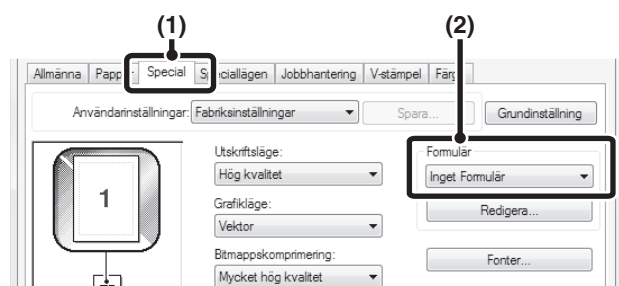 (1) (2)
Allmänna Special Jobbhantering V-stämpel
Användarinställningar: Fabriksinställningar Spara... Grundinställning
Utskriftsläge: Formulär
1 Hög kvalitet Inget Formulär
Grafikläge: Redigera...
Vektor
Bitmappskomprimering: Fonter...
Mycket hög kvalitet